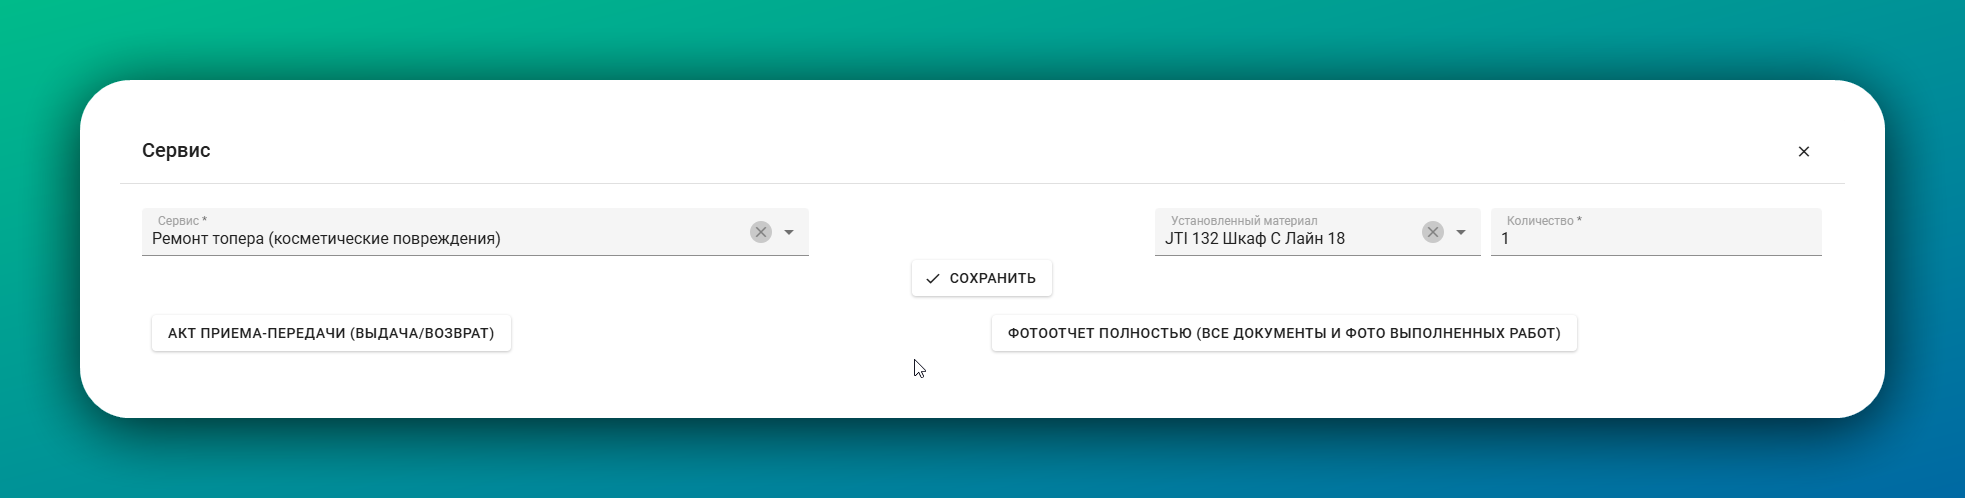 Сервис
Сервис *
Ремонт топера (косметические повреждения)
Установленный материал
JTI 132 Шкаф С Лайн 18
Количество *
1
СОХРАНИТЬ
АКТ ПРИЕМА-ПЕРЕДАЧИ (ВЫДАЧА/ВОЗВРАТ)
ФОТООТЧЕТ ПОЛНОСТЬЮ (ВСЕ ДОКУМЕНТЫ И ФОТО ВЫПОЛНЕННЫХ РАБОТ)